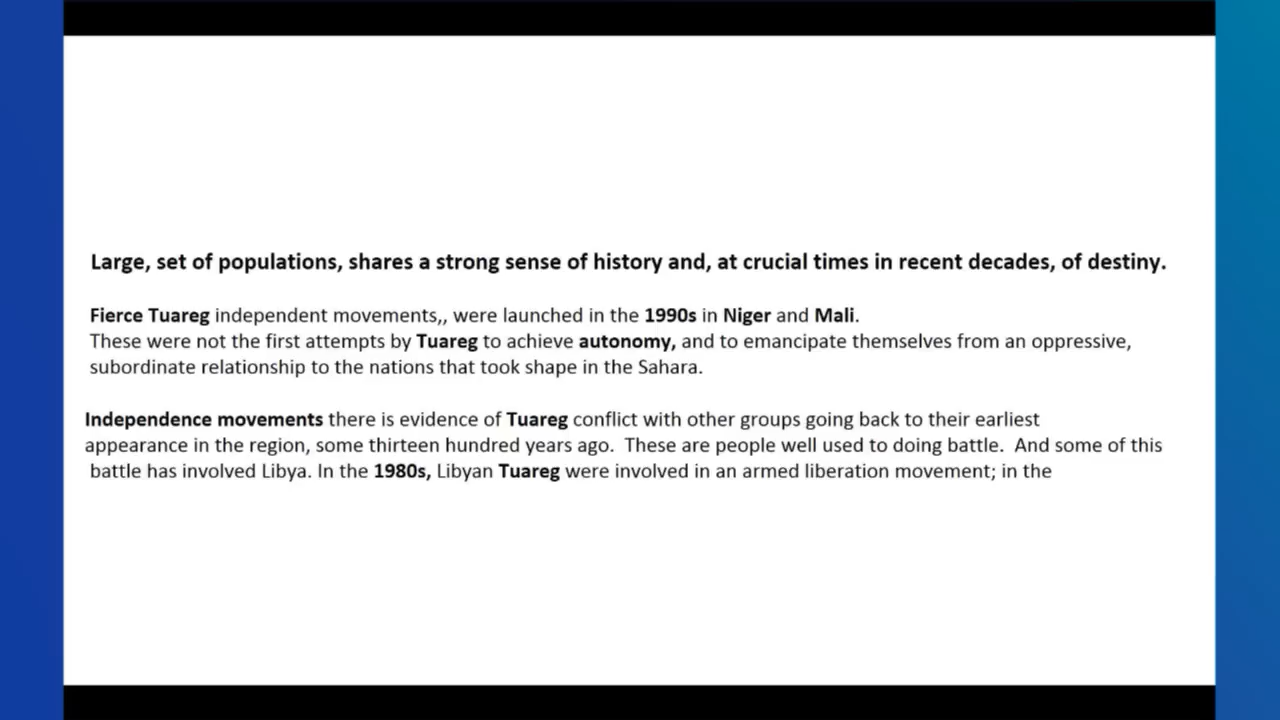 Large, set of populations, shares a strong sense of history and, at crucial times in recent decades, of destiny.
Fierce Tuareg independent movements,, were launched in the 1990s in Niger and Mali.
These were not the first attempts by Tuareg to achieve autonomy, and to emancipate themselves from an oppressive,
subordinate relationship to the nations that took shape in the Sahara.
Independence movements there is evidence of Tuareg conflict with other groups going back to their earliest
appearance in the region, some thirteen hundred years ago.  These are people well used to doing battle.  And some of this
battle has involved Libya. In the 1980s, Libyan Tuareg were involved in an armed liberation movement; in the